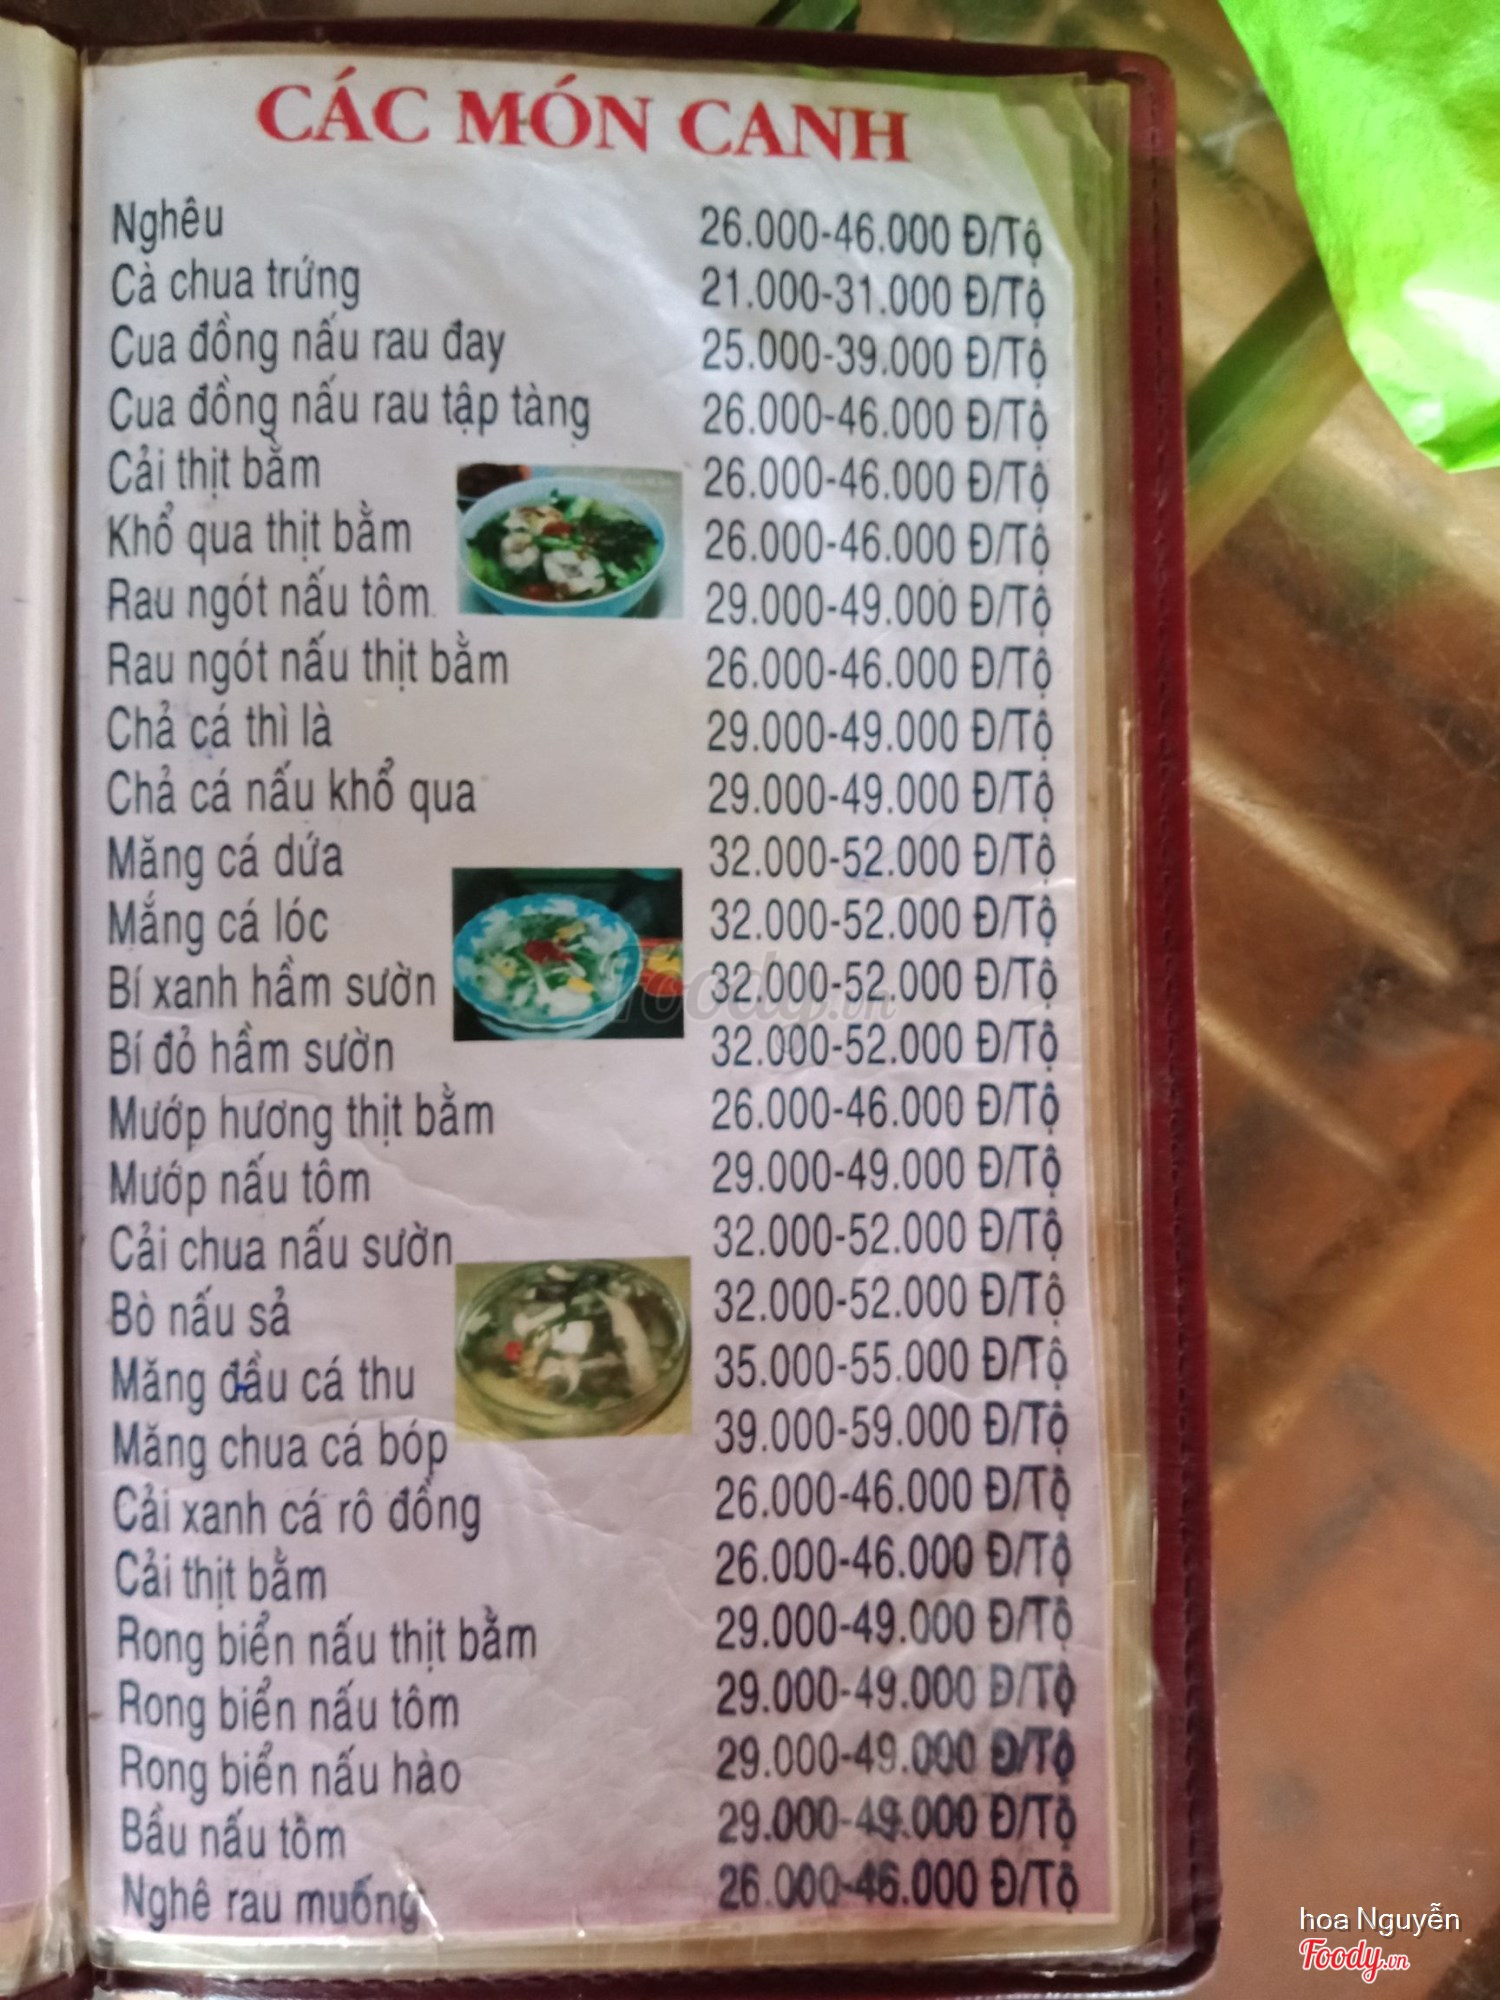 CÁC MÓN CANH
Nghêu 26.000-46.000 Đ/Tộ
Cà chua trứng 21.000-31.000 Đ/Tộ
Cua đồng nấu rau đay 25.000-39.000 Đ/Tộ
Cua đồng nấu rau tập tàng 26.000-46.000 Đ/Tộ
Cải thịt bằm 26.000-46.000 Đ/Tộ
Khổ qua thịt bằm 26.000-46.000 Đ/Tộ
Rau ngót nấu tôm 29.000-49.000 Đ/Tộ
Rau ngót nấu thịt bằm 26.000-46.000 Đ/Tộ
Chả cá thì là 29.000-49.000 Đ/Tộ
Chả cá nấu khổ qua 29.000-49.000 Đ/Tộ
Măng cá dứa 32.000-52.000 Đ/Tộ
Mắng cá lóc 32.000-52.000 Đ/Tộ
Bí xanh hầm sườn 32.000-52.000 Đ/Tộ
Bí đỏ hầm sườn 32.000-52.000 Đ/Tộ
Mướp hương thịt bằm 26.000-46.000 Đ/Tộ
Mướp nấu tôm 29.000-49.000 Đ/Tộ
Cải chua nấu sườn 32.000-52.000 Đ/Tộ
Bò nấu sả 32.000-52.000 Đ/Tộ
Măng đầu cá thu 35.000-55.000 Đ/Tộ
Măng chua cá bóp 39.000-59.000 Đ/Tộ
Cải xanh cá rô đồng 26.000-46.000 Đ/Tộ
Cải thịt bằm 26.000-46.000 Đ/Tộ
Rong biển nấu thịt bằm 29.000-49.000 Đ/Tộ
Rong biển nấu tôm 29.000-49.000 Đ/Tộ
Rong biển nấu hào 29.000-49.000 Đ/Tộ
Bầu nấu tôm 29.000-49.000 Đ/Tộ
Nghê rau muống 26.000-46.000 Đ/Tộ
Foody.vn
hoa Nguyễn
Foody.vn